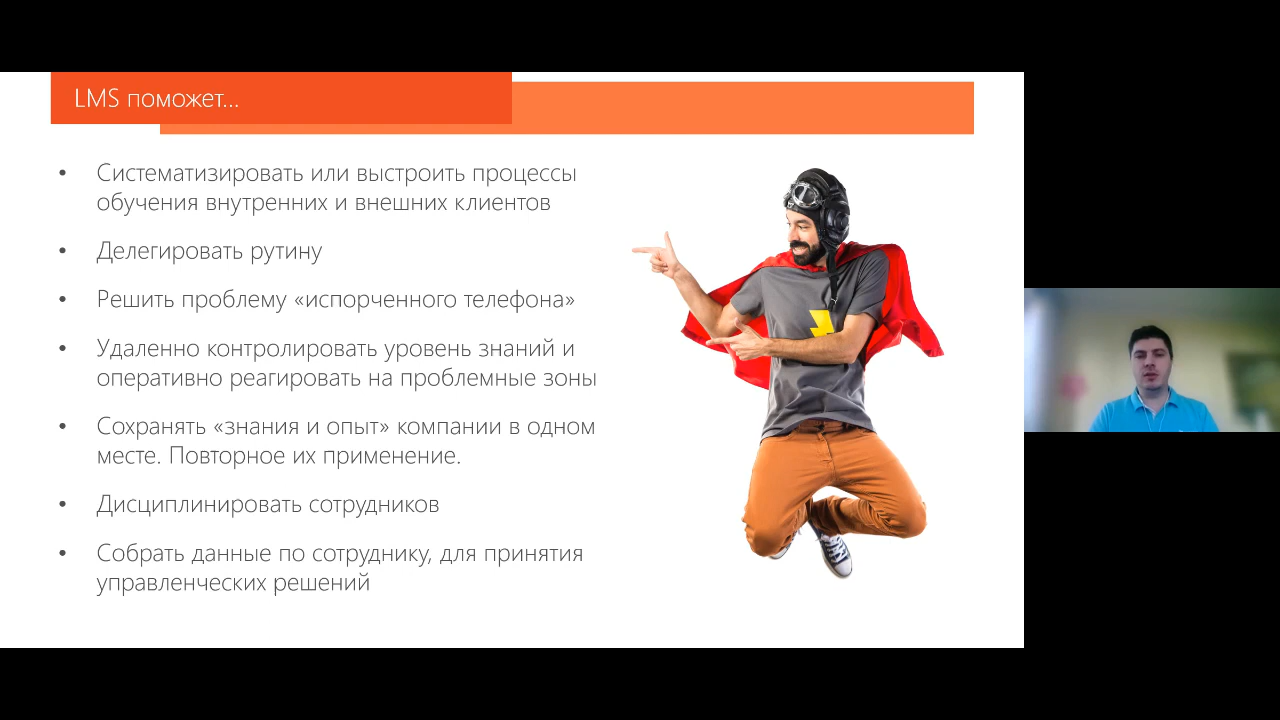 LMS поможет...
• Систематизировать или выстроить процессы
обучения внутренних и внешних клиентов
• Делегировать рутину
• Решить проблему «испорченного телефона»
• Удаленно контролировать уровень знаний и
оперативно реагировать на проблемные зоны
• Сохранять «знания и опыт» компании в одном
месте. Повторное их применение.
• Дисциплинировать сотрудников
• Собрать данные по сотруднику, для принятия
управленческих решений